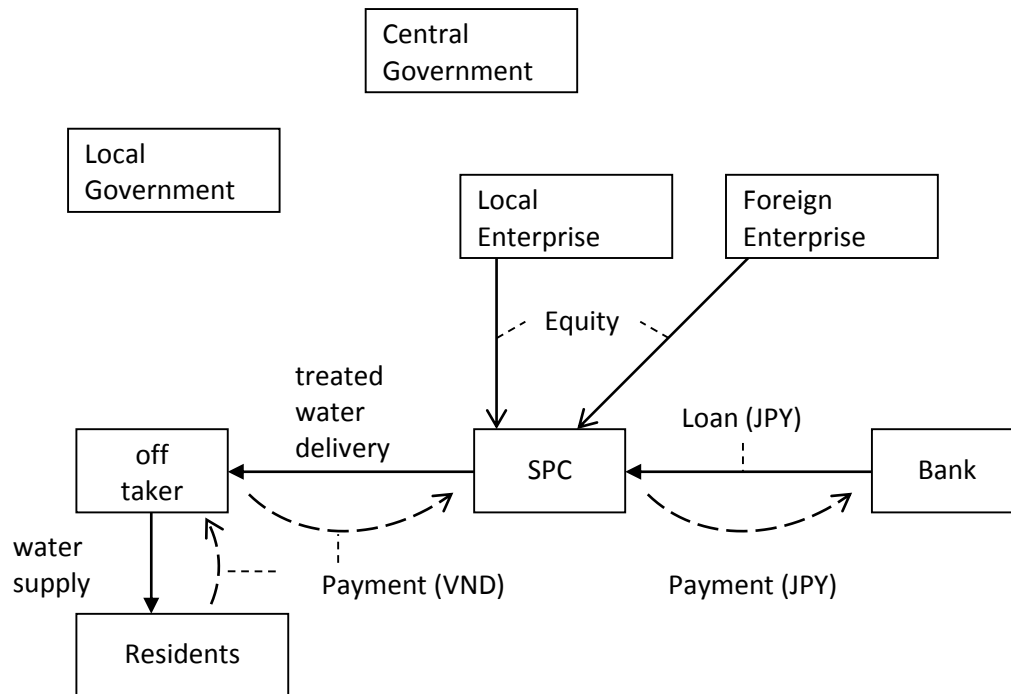 Central
Government
Local
Government
Local
Enterprise
Foreign
Enterprise
Equity
treated
water
delivery
Loan (JPY)
off
taker
SPC
Bank
water
supply
Payment (VND)
Payment (JPY)
Residents